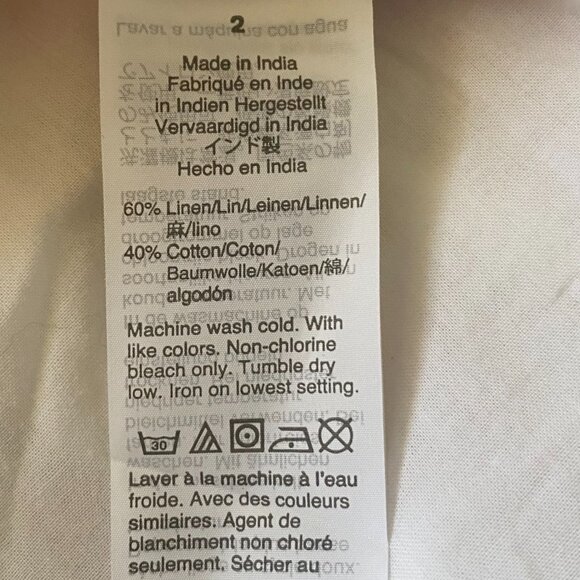 2
Made in India
Fabriqué en Inde
in Indien Hergestellt
Vervaardigd in India
インド製
Hecho en India
60% Linen/Lin/Leinen/Linnen/
麻/lino
40% Cotton/Coton/
Baumwolle/Katoen/綿/
algodón
Machine wash cold. With
like colors. Non-chlorine
bleach only. Tumble dry
low. Iron on lowest setting.
30
Laver à la machine à l'eau
froide. Avec des couleurs
similaires. Agent de
blanchiment non chloré
seulement. Sécher au